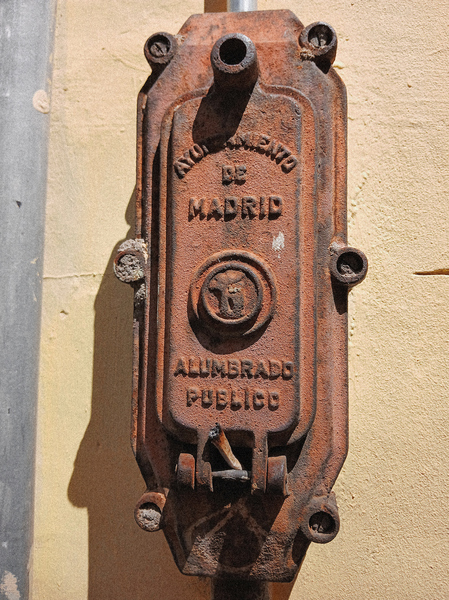 AYUNTAMIENTO
DE
MADRID
ALUMBRADO
PUBLICO